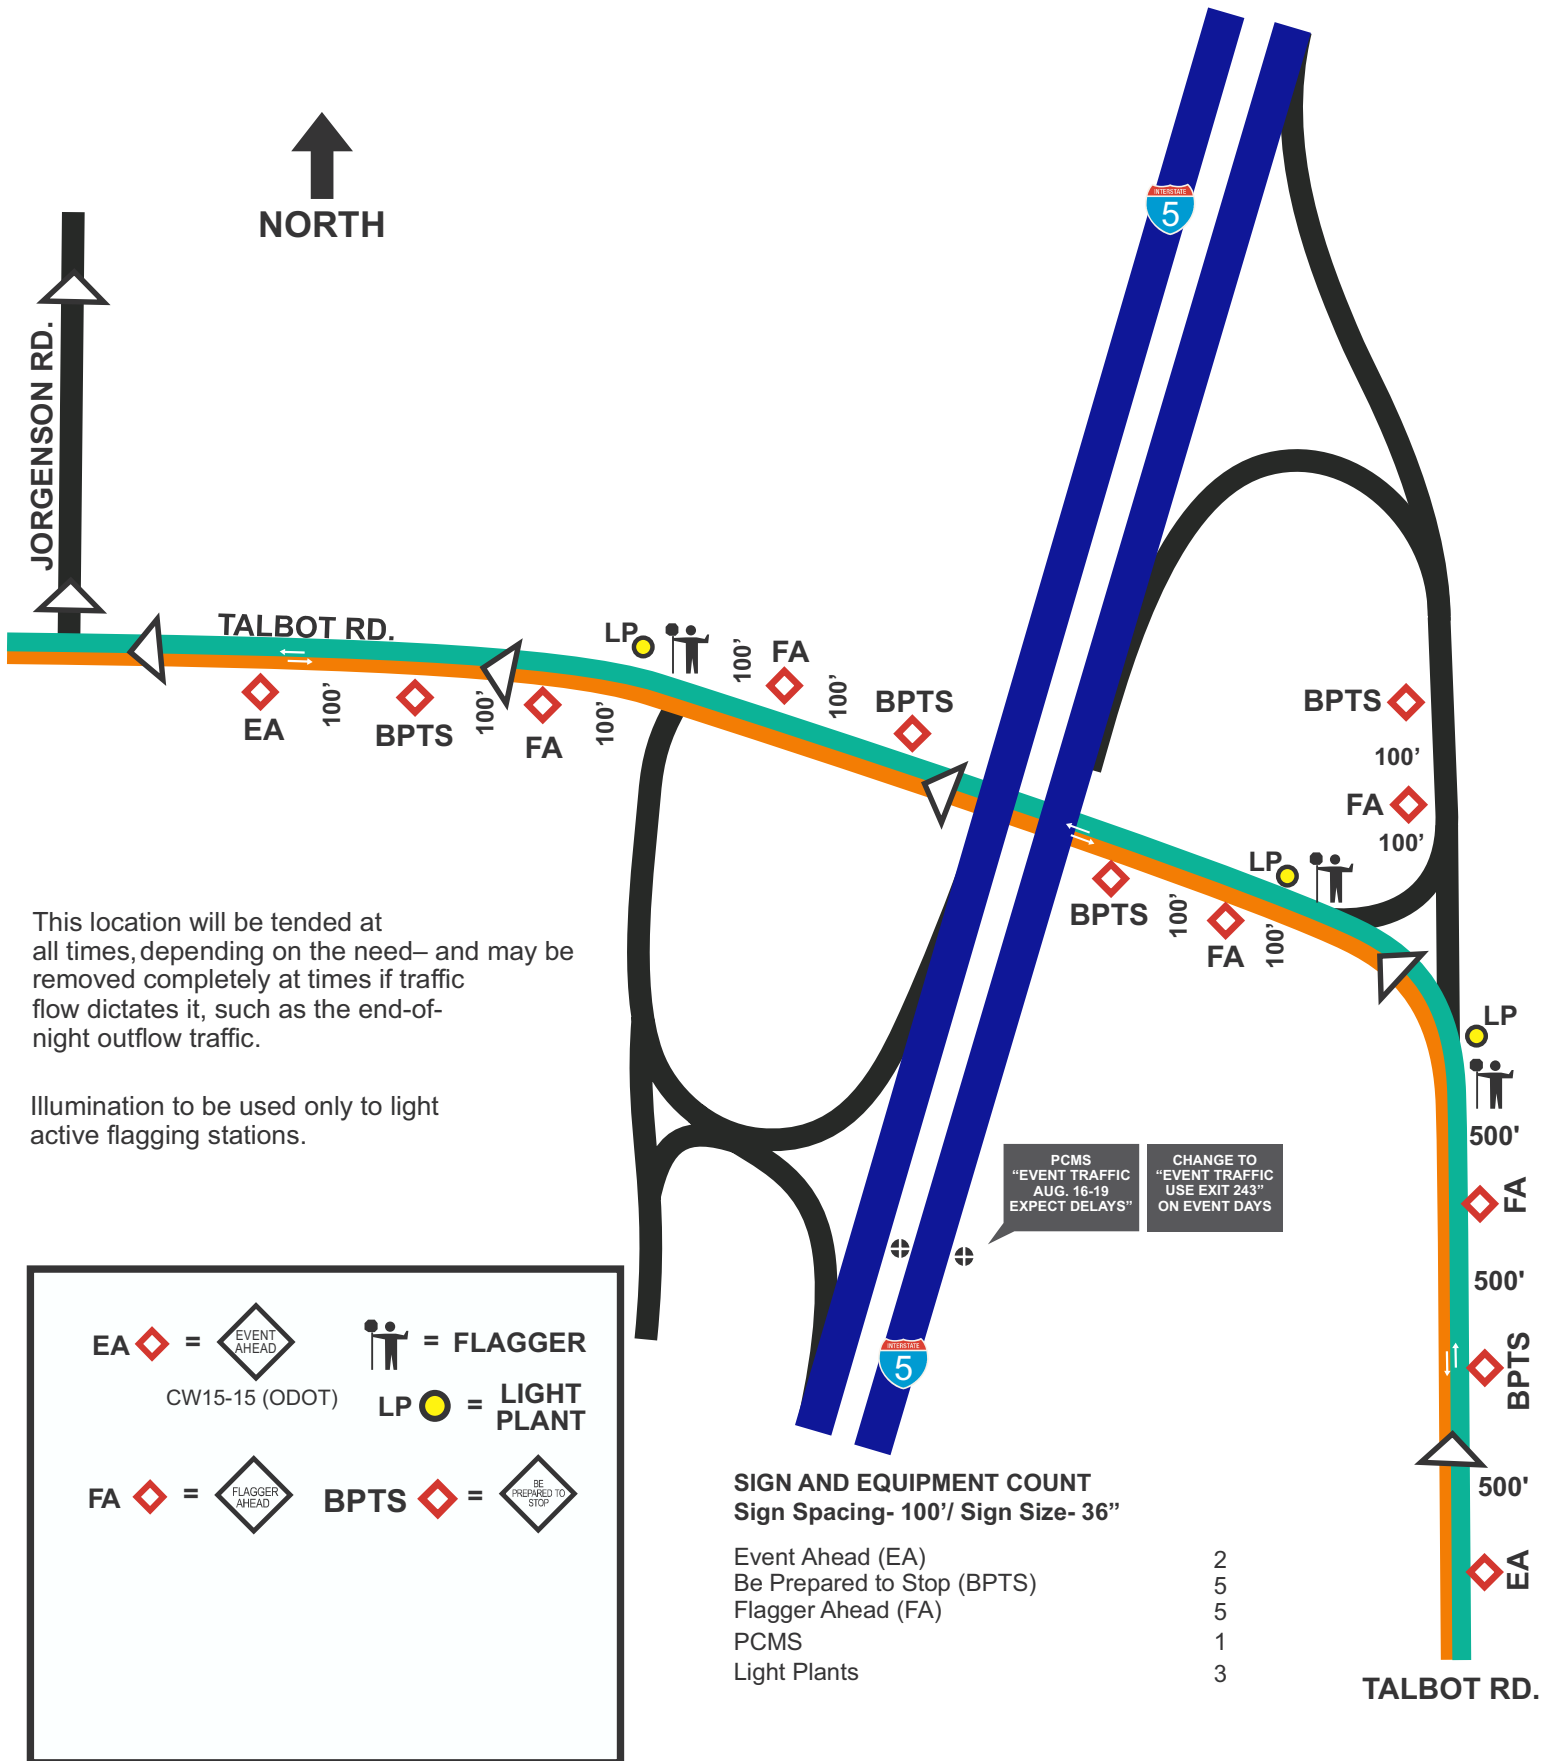 INTERSTATE
5
NORTH
JORGENSON RD.
TALBOT RD.
LP
100'
FA
100'
BPTS
EA
100'
BPTS
100'
FA
100'
BPTS
100'
FA
100'
LP
BPTS
100'
FA
100'
LP
500'
FA
500'
BPTS
500'
EA
TALBOT RD.
This location will be tended at
all times, depending on the need– and may be
removed completely at times if traffic
flow dictates it, such as the end-of-
night outflow traffic.
Illumination to be used only to light
active flagging stations.
PCMS
“EVENT TRAFFIC
AUG. 16-19
EXPECT DELAYS”
CHANGE TO
“EVENT TRAFFIC
USE EXIT 243”
ON EVENT DAYS
INTERSTATE
5
EA = EVENT
AHEAD
CW15-15 (ODOT)
= FLAGGER
LP = LIGHT
PLANT
FA = FLAGGER
AHEAD
BPTS = BE
PREPARED TO
STOP
SIGN AND EQUIPMENT COUNT
Sign Spacing- 100’/ Sign Size- 36”
Event Ahead (EA) 2
Be Prepared to Stop (BPTS) 5
Flagger Ahead (FA) 5
PCMS 1
Light Plants 3